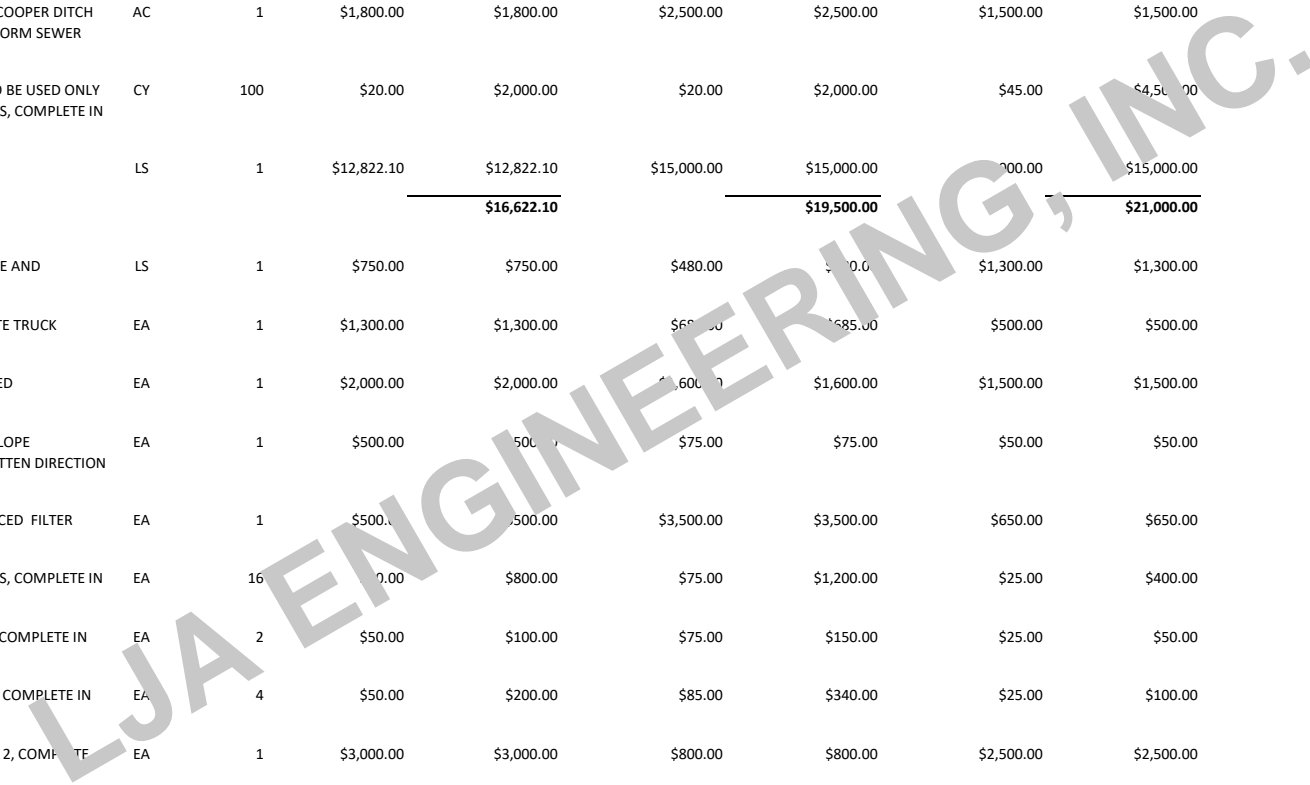 COOPER DITCH AC 1 $1,800.00 $1,800.00 $2,500.00 $2,500.00 $1,500.00 $1,500.00
ORM SEWER
BE USED ONLY CY 100 $20.00 $2,000.00 $20.00 $2,000.00 $45.00
S, COMPLETE IN
LS 1 $12,822.10 $12,822.10 $15,000.00 $15,000.00 $15,000.00
$16,622.10 $19,500.00 $21,000.00
E AND LS 1 $750.00 $750.00 $480.00 $1,300.00 $1,300.00
TE TRUCK EA 1 $1,300.00 $1,300.00 $685.00 $500.00 $500.00
ED EA 1 $2,000.00 $2,000.00 $1,600.00 $1,500.00 $1,500.00
LOPE EA 1 $500.00 $75.00 $75.00 $50.00 $50.00
TTEN DIRECTION
CED FILTER EA 1 $500.00 $3,500.00 $3,500.00 $650.00 $650.00
S, COMPLETE IN EA 16 $800.00 $75.00 $1,200.00 $25.00 $400.00
COMPLETE IN EA 2 $50.00 $100.00 $75.00 $150.00 $25.00 $50.00
COMPLETE IN EA 4 $50.00 $200.00 $85.00 $340.00 $25.00 $100.00
2, COMPLETE EA 1 $3,000.00 $3,000.00 $800.00 $800.00 $2,500.00 $2,500.00
LJA ENGINEERING, INC.